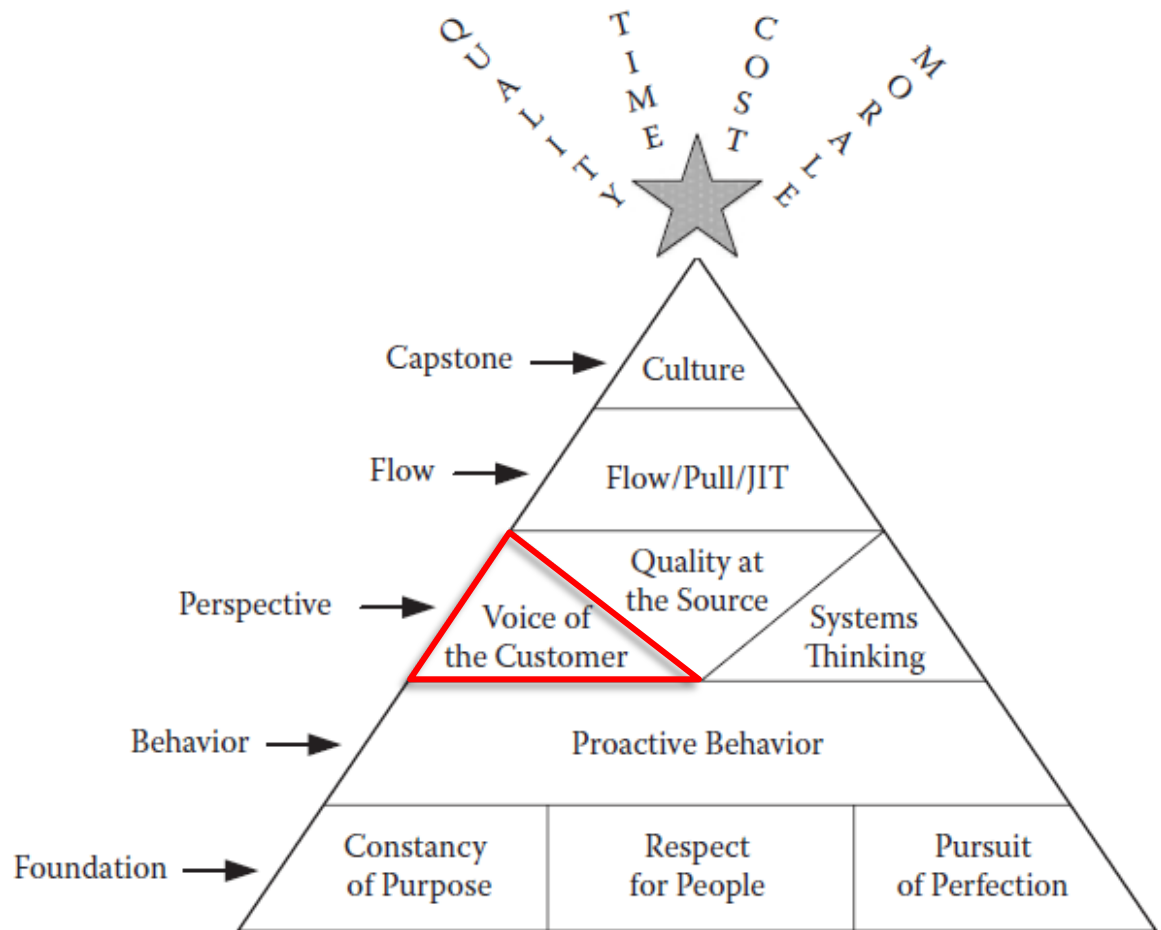 QUALITY
TIME
COST
MORALE
Capstone
Culture
Flow
Flow/Pull/JIT
Perspective
Quality at
the Source
Voice of
the Customer
Systems
Thinking
Behavior
Proactive Behavior
Foundation
Constancy
of Purpose
Respect
for People
Pursuit
of Perfection